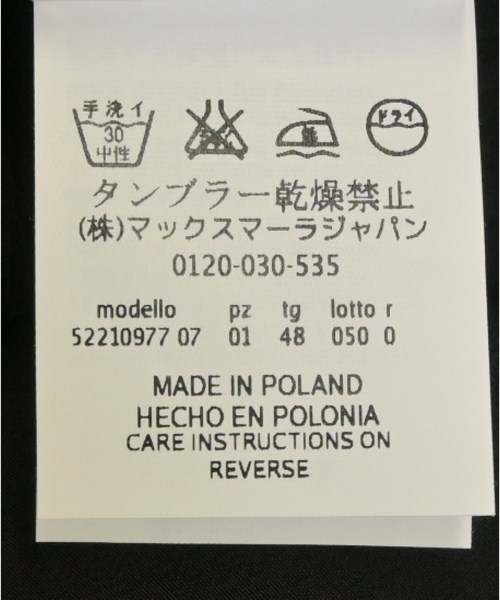 手洗イ
30
中性
低
ドライ
タンブラー乾燥禁止
(株)マックスマーラジャパン
0120-030-535
modello pz tg lotto r
52210977 07 01 48 050 0
MADE IN POLAND
HECHO EN POLONIA
CARE INSTRUCTIONS ON
REVERSE